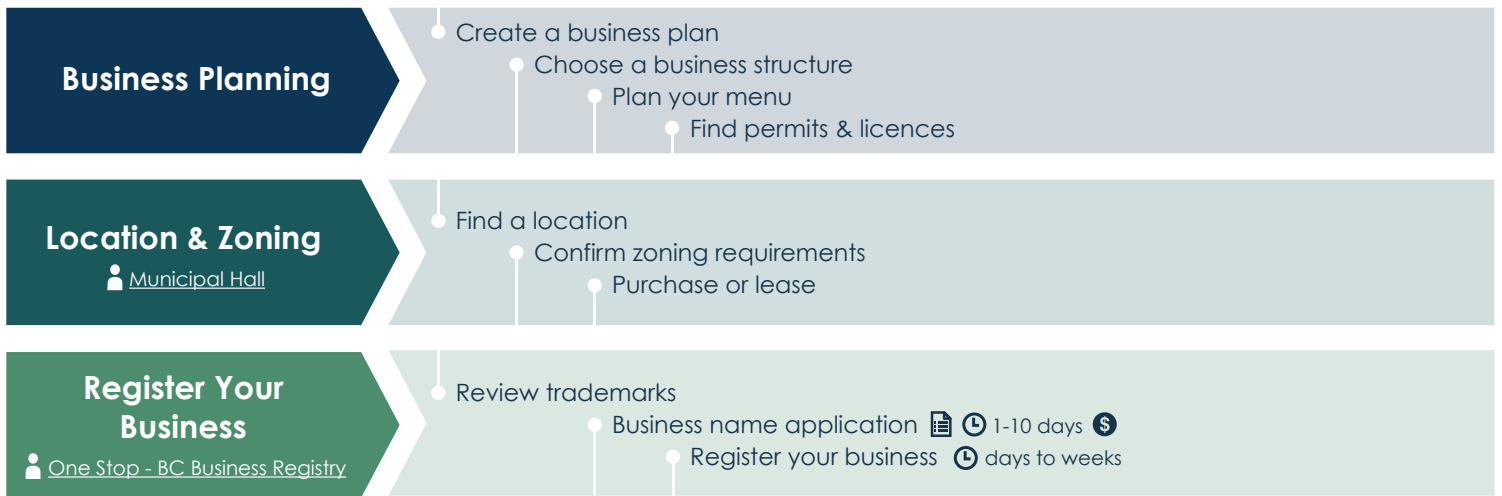 Business Planning
Create a business plan
Choose a business structure
Plan your menu
Find permits & licences
Location & Zoning
Municipal Hall
Find a location
Confirm zoning requirements
Purchase or lease
Register Your
Business
One Stop - BC Business Registry
Review trademarks
Business name application 1-10 days $
Register your business days to weeks